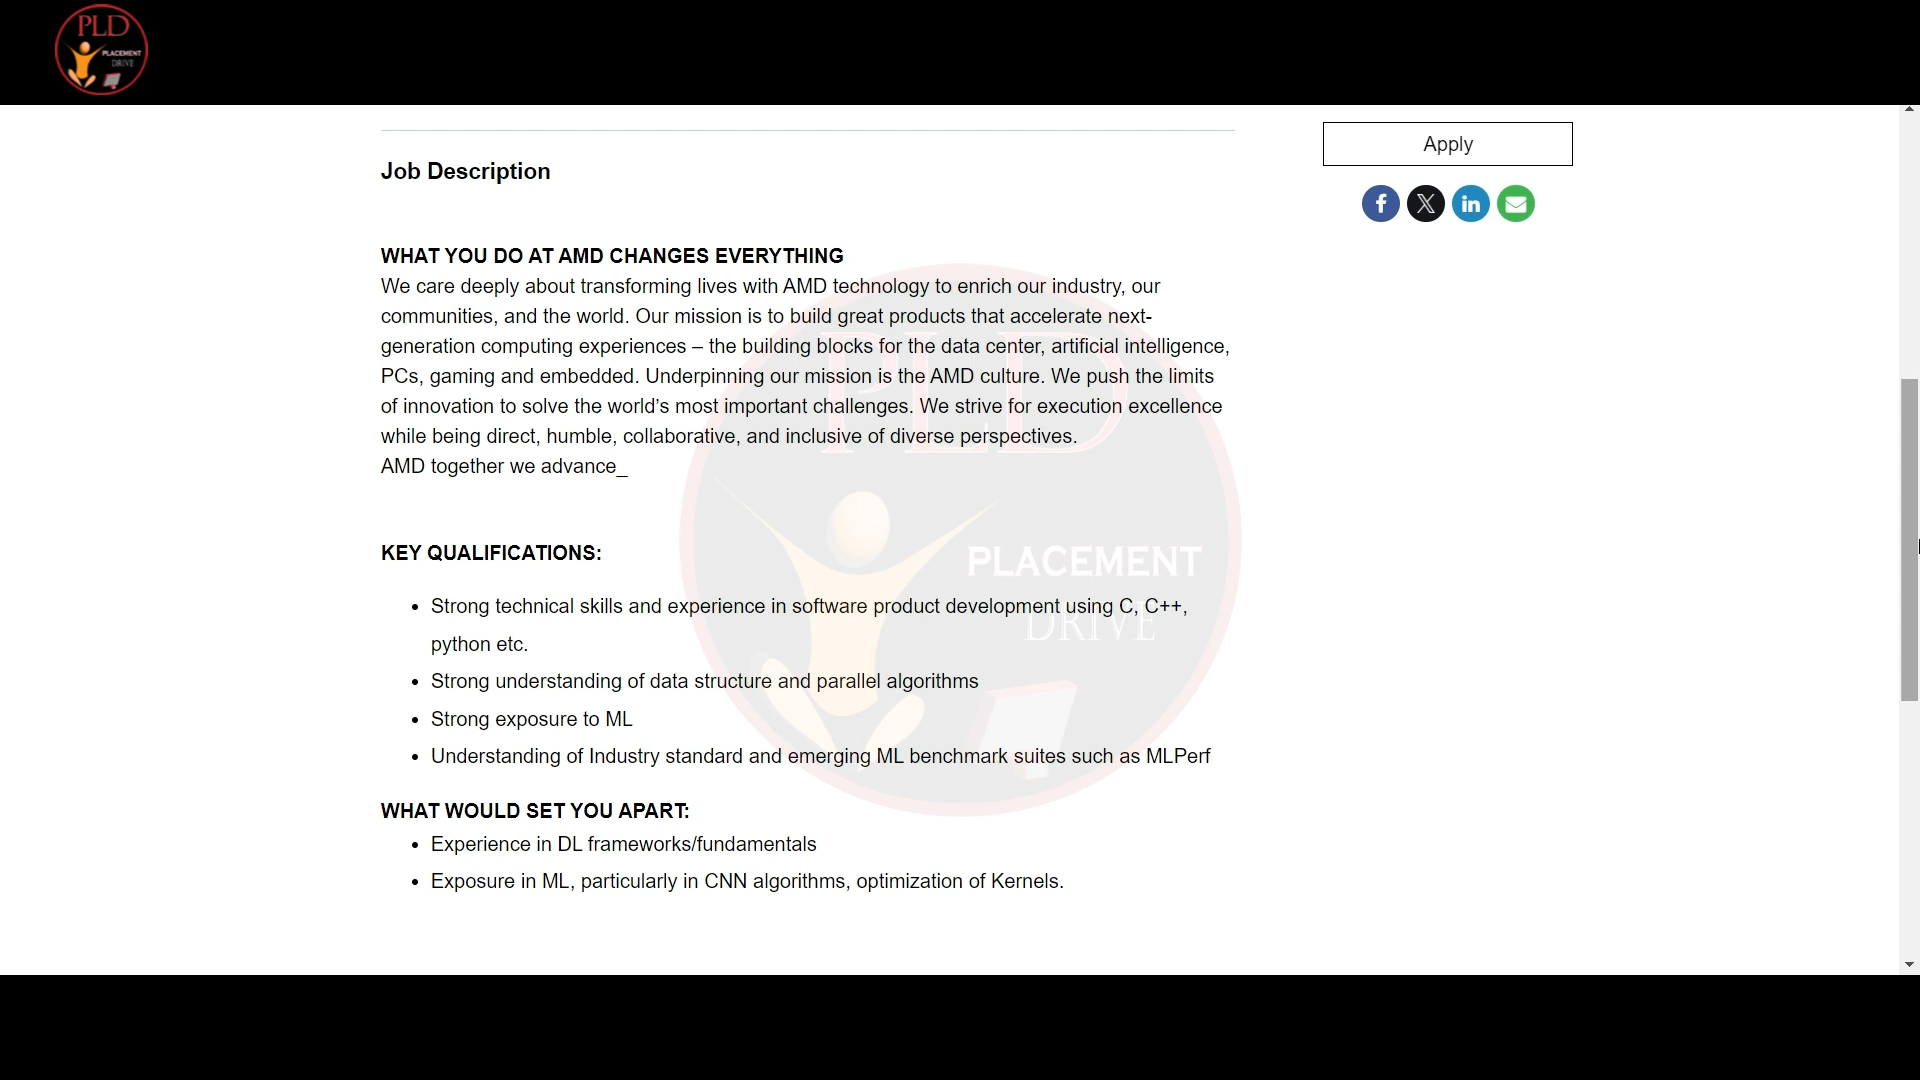 PLD
PLACEMENT
DRIVE
Apply
Job Description
WHAT YOU DO AT AMD CHANGES EVERYTHING
We care deeply about transforming lives with AMD technology to enrich our industry, our
communities, and the world. Our mission is to build great products that accelerate next-
generation computing experiences – the building blocks for the data center, artificial intelligence,
PCs, gaming and embedded. Underpinning our mission is the AMD culture. We push the limits
of innovation to solve the world’s most important challenges. We strive for execution excellence
while being direct, humble, collaborative, and inclusive of diverse perspectives.
AMD together we advance_
KEY QUALIFICATIONS:
• Strong technical skills and experience in software product development using C, C++,
python etc.
• Strong understanding of data structure and parallel algorithms
• Strong exposure to ML
• Understanding of Industry standard and emerging ML benchmark suites such as MLPerf
WHAT WOULD SET YOU APART:
• Experience in DL frameworks/fundamentals
• Exposure in ML, particularly in CNN algorithms, optimization of Kernels.
PLD
PLACEMENT
DRIVE